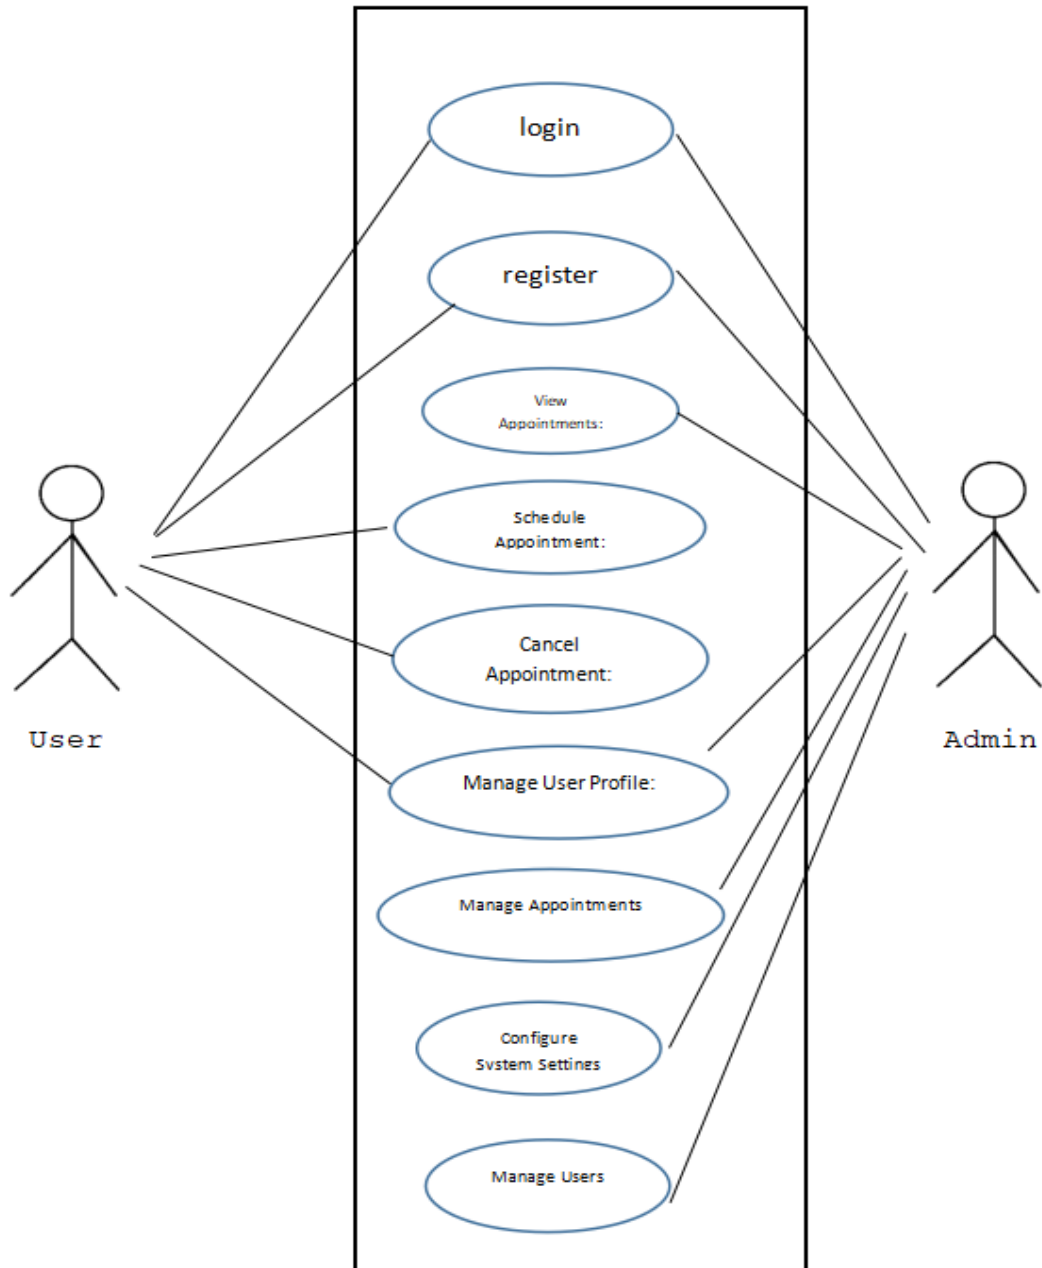 login
register
View
Appointments:
Schedule
Appointment:
Cancel
Appointment:
User
Admin
Manage User Profile:
Manage Appointments
Configure
System Settings
Manage Users